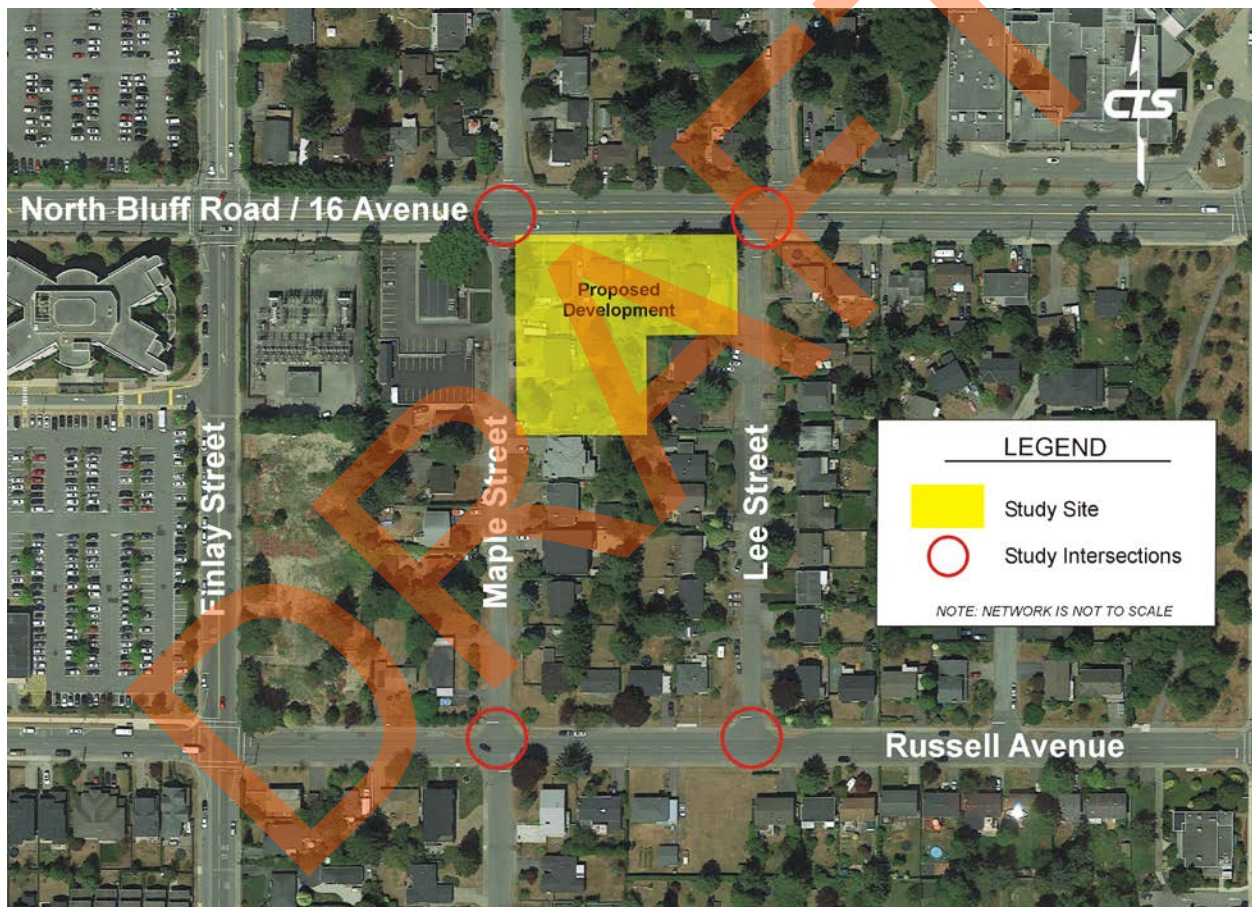 CTS
North Bluff Road / 16 Avenue
Proposed
Development
Finlay Street
Maple Street
Lee Street
LEGEND
Study Site
Study Intersections
NOTE: NETWORK IS NOT TO SCALE
Russell Avenue
DRAFT